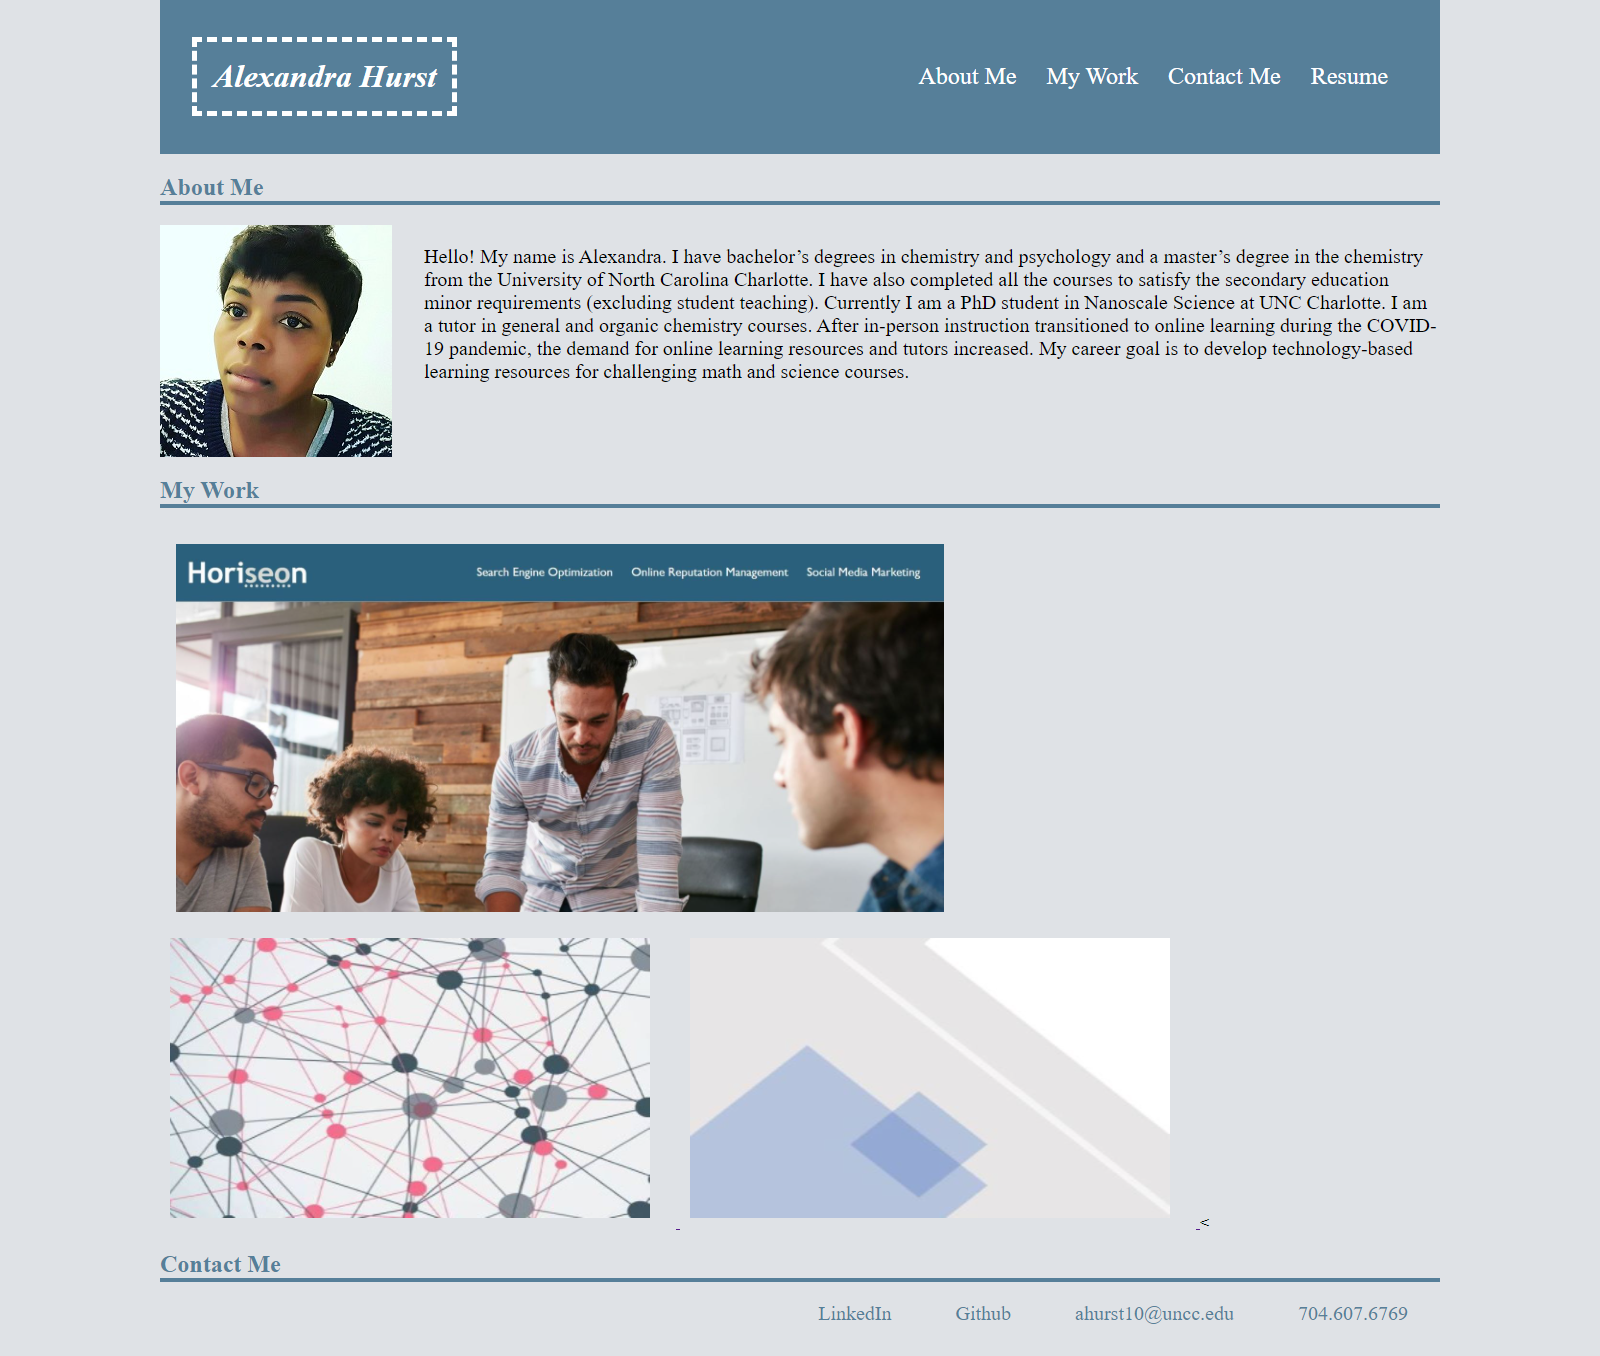 Alexandra Hurst
About Me My Work Contact Me Resume
About Me
Hello! My name is Alexandra. I have bachelor’s degrees in chemistry and psychology and a master’s degree in the chemistry
from the University of North Carolina Charlotte. I have also completed all the courses to satisfy the secondary education
minor requirements (excluding student teaching). Currently I am a PhD student in Nanoscale Science at UNC Charlotte. I am
a tutor in general and organic chemistry courses. After in-person instruction transitioned to online learning during the COVID-
19 pandemic, the demand for online learning resources and tutors increased. My career goal is to develop technology-based
learning resources for challenging math and science courses.
My Work
Horiseon
Search Engine Optimization Online Reputation Management Social Media Marketing
<
Contact Me
LinkedIn Github ahurst10@uncc.edu 704.607.6769